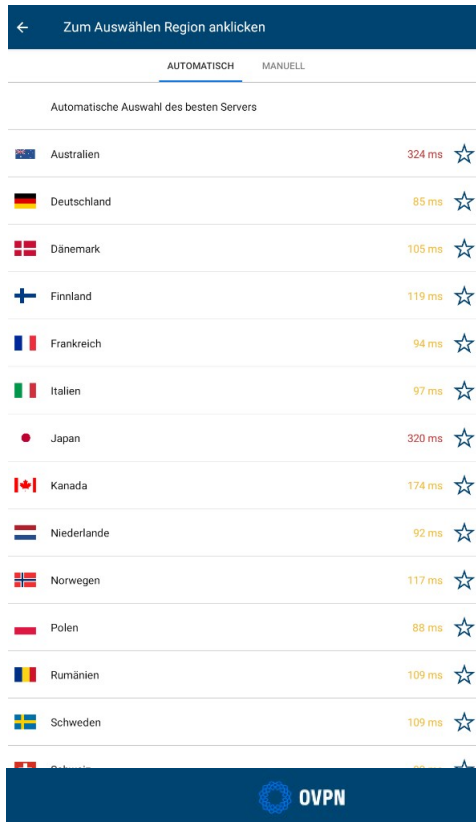 Zum Auswählen Region anklicken
AUTOMATISCH MANUELL
Automatische Auswahl des besten Servers
Australien 324 ms
Deutschland 85 ms
Dänemark 105 ms
Finnland 119 ms
Frankreich 94 ms
Italien 97 ms
Japan 320 ms
Kanada 174 ms
Niederlande 92 ms
Norwegen 117 ms
Polen 88 ms
Rumänien 109 ms
Schweden 109 ms
OVPN